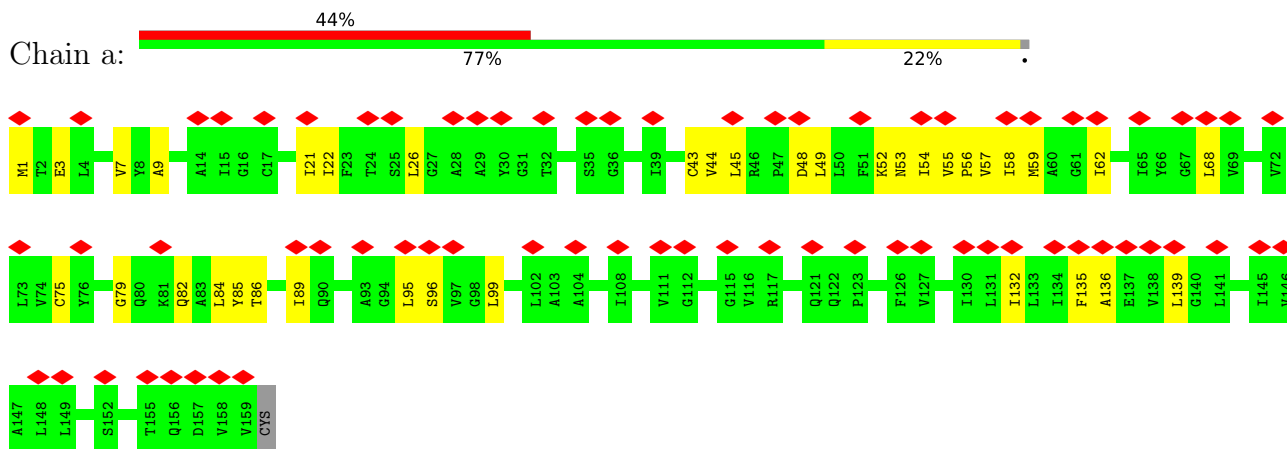 44%
Chain a:
77% 22% •
M1 T2 E3 L4 V7 Y8 A9 A14 I15 G16 C17 I21 I22 F23 T24 S25 L26 G27 A28 A29 Y30 G31 T32 S35 G36 I39 C43 V44 L45 R46 P47 D48 L49 L50 F51 K52 N53 I54 V55 P56 V57 I58 M59 A60 G61 I62 I65 Y66 G67 L68 V69 V72
L73 V74 C75 Y76 G79 Q80 K81 Q82 A83 L84 Y85 T86 I89 Q90 A93 G94 L95 S96 V97 G98 L99 L102 A103 A104 I108 V111 G112 G115 V116 R117 Q121 Q122 P123 F126 V127 I130 L131 I132 L133 I134 F135 A136 E137 V138 L139 G140 L141 I145 V146
A147 L148 L149 S152 T155 Q156 D157 V158 V159 CYS